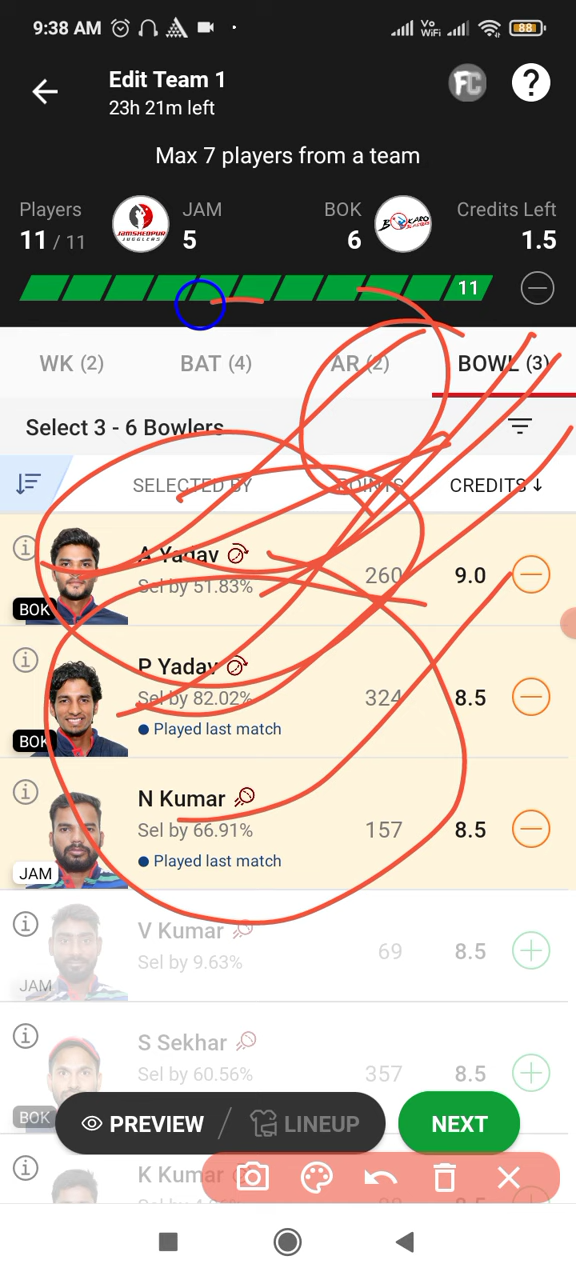 9:38 AM Vo WiFi 88
Edit Team 1 FC ?
23h 21m left
Max 7 players from a team
Players JAM BOK Credits Left
11 / 11 5 6 1.5
JAMSHEDPUR
JUGGLERS
11
WK (2) BAT (4) AR (2) BOWL (3)
Select 3 - 6 Bowlers
SELECTED BY POINTS CREDITS ↓
A Yadav
Sel by 51.83% 260 9.0
BOK
P Yadav
Sel by 82.02% 324 8.5
Played last match
BOK
N Kumar
Sel by 66.91% 157 8.5
Played last match
JAM
V Kumar
Sel by 9.63% 69 8.5
JAM
S Sekhar
Sel by 60.56% 357 8.5
BOK
PREVIEW / LINEUP NEXT
K Kumar